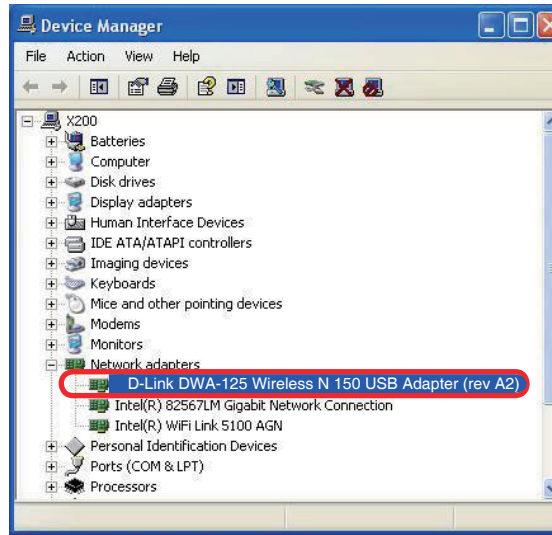 Device Manager
File Action View Help
X200
Batteries
Computer
Disk drives
Display adapters
Human Interface Devices
IDE ATA/ATAPI controllers
Imaging devices
Keyboards
Mice and other pointing devices
Modems
Monitors
Network adapters
D-Link DWA-125 Wireless N 150 USB Adapter (rev A2)
Intel(R) 82567LM Gigabit Network Connection
Intel(R) WiFi Link 5100 AGN
Personal Identification Devices
Ports (COM & LPT)
Processors